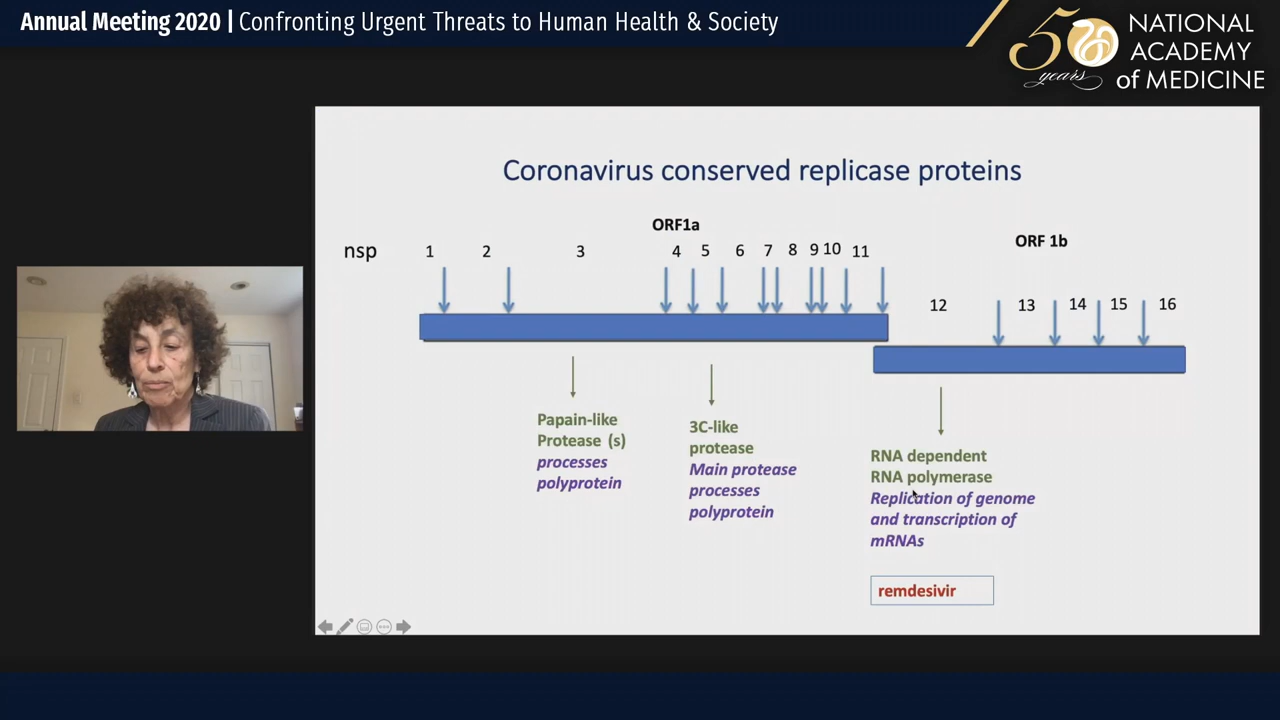 Annual Meeting 2020 | Confronting Urgent Threats to Human Health & Society
50 years
NATIONAL
ACADEMY
of MEDICINE
Coronavirus conserved replicase proteins
ORF1a
ORF 1b
nsp 1 2 3 4 5 6 7 8 9 10 11
12 13 14 15 16
Papain-like
Protease (s)
processes
polyprotein
3C-like
protease
Main protease
processes
polyprotein
RNA dependent
RNA polymerase
Replication of genome
and transcription of
mRNAs
remdesivir